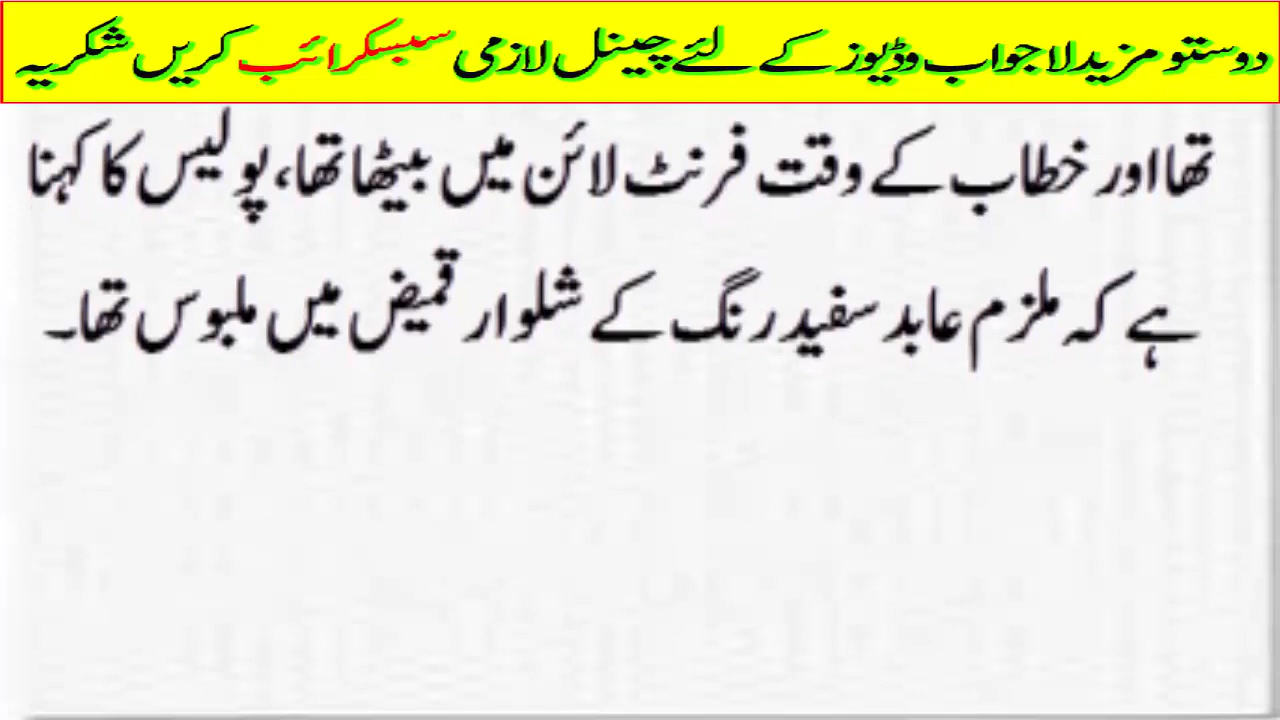 دوستو مزید لاجواب وڈیوز کے لئے چینل لازمی سبسکرائب کریں شکریہ
تھا اور خطاب کے وقت فرنٹ لائن میں بیٹھا تھا، پولیس کا کہنا
ہے کہ ملزم عابد سفید رنگ کے شلوار قمیض میں ملبوس تھا۔